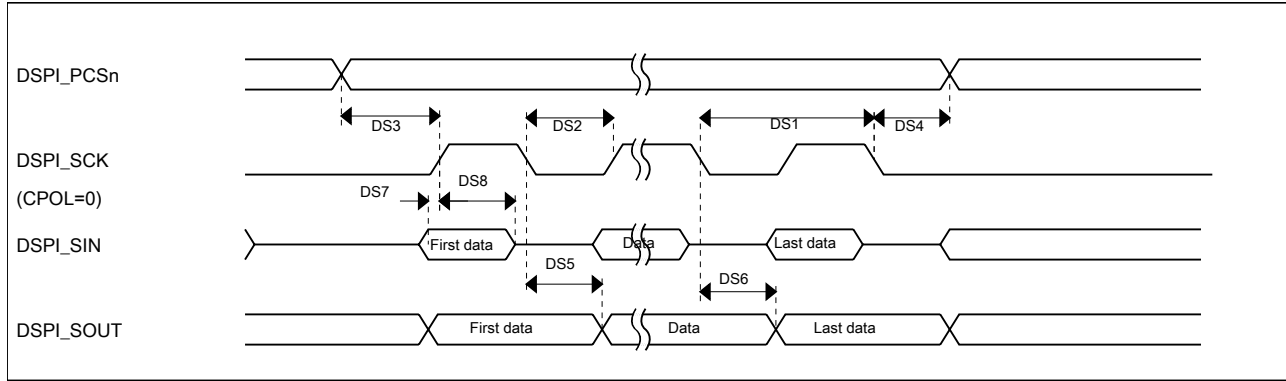 DSPI_PCSn
DS3
DS2
DS1
DS4
DSPI_SCK
(CPOL=0)
DS7
DS8
DSPI_SIN
First data
Data
Last data
DS5
DS6
DSPI_SOUT
First data
Data
Last data